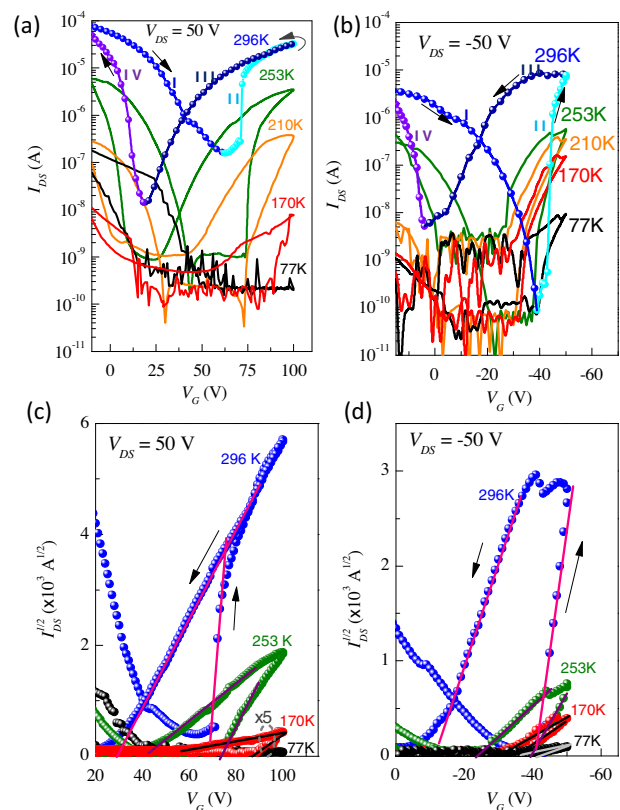 (a)
V_DS = 50 V
296K
253K
210K
170K
77K
I
II
III
IV
10^-4
10^-5
10^-6
10^-7
10^-8
10^-9
10^-10
10^-11
I_DS (A)
0 25 50 75 100
V_G (V)
(b)
V_DS = -50 V
296K
253K
210K
170K
77K
I
II
III
IV
10^-4
10^-5
10^-6
10^-7
10^-8
10^-9
10^-10
10^-11
I_DS (A)
0 -20 -40 -60
V_G (V)
(c)
V_DS = 50 V
296 K
253 K
x5
170K
77K
6
4
2
0
I_DS^1/2 (x10^3 A^1/2)
20 40 60 80 100
V_G (V)
(d)
V_DS = -50 V
296K
253K
170K
77K
3
2
1
0
I_DS^1/2 (x10^3 A^1/2)
0 -20 -40 -60
V_G (V)